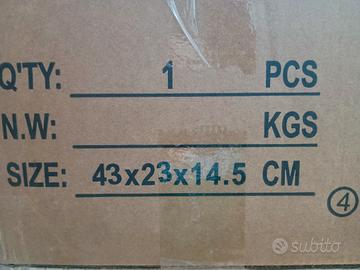 Q'TY: 1 PCS
N.W: KGS
SIZE: 43x23x14.5 CM
4
subito